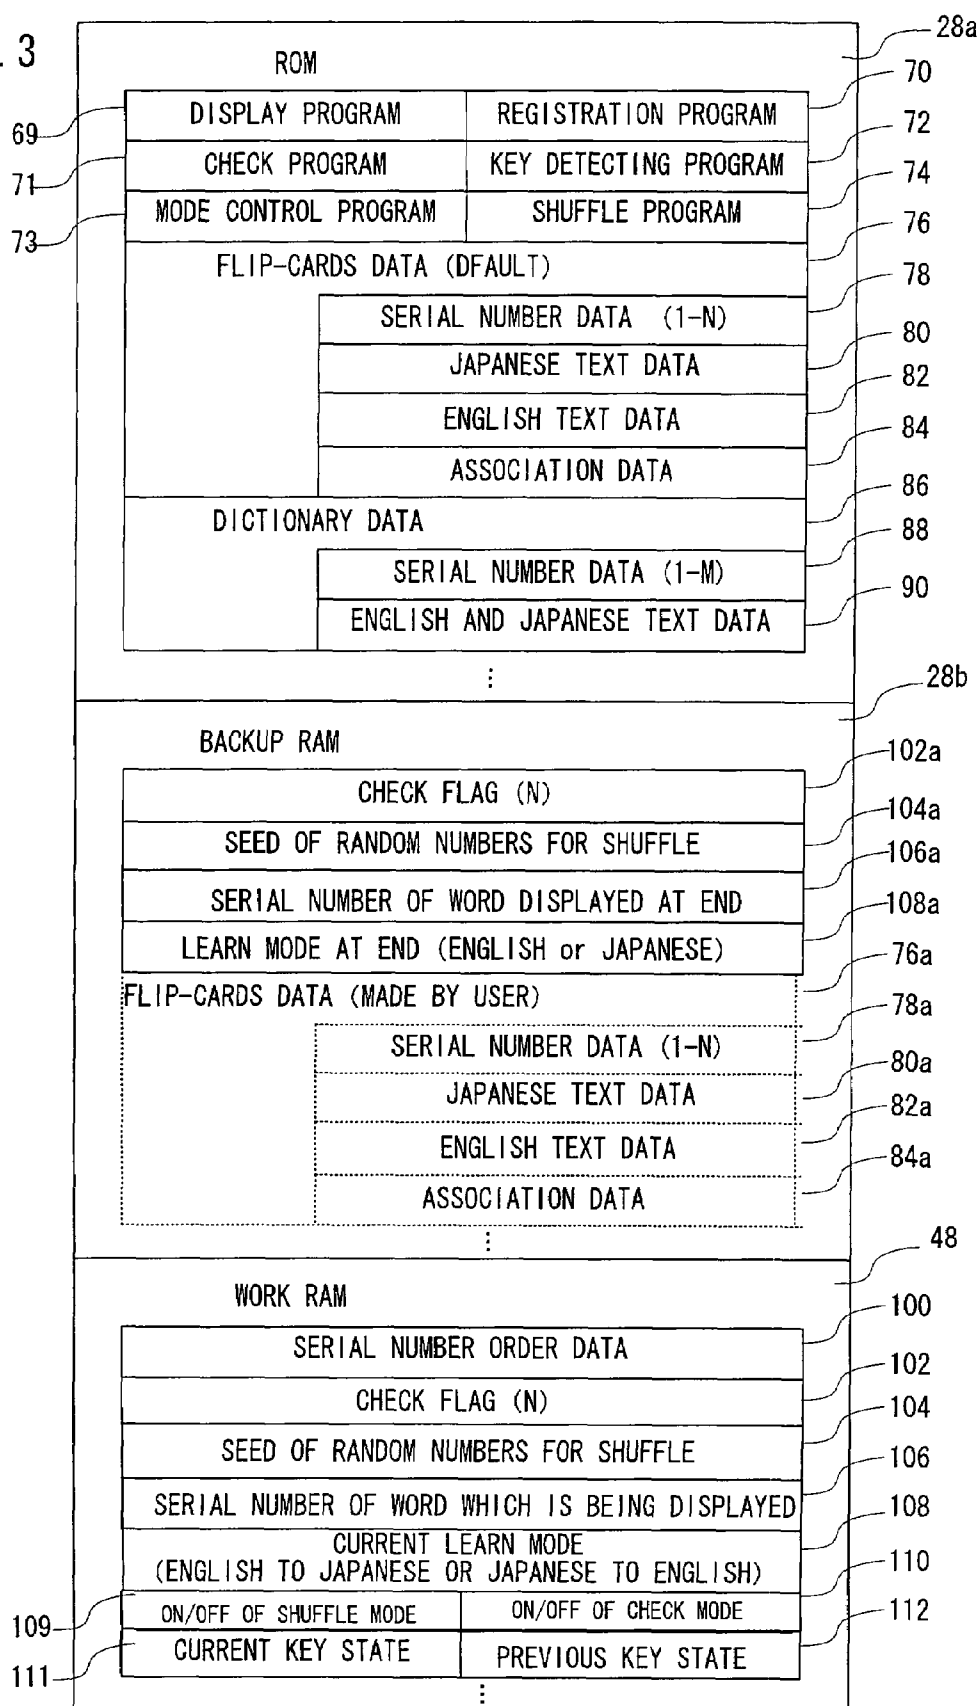 . 3
28a
ROM
70
69
DISPLAY PROGRAM
REGISTRATION PROGRAM
72
71
CHECK PROGRAM
KEY DETECTING PROGRAM
74
73
MODE CONTROL PROGRAM
SHUFFLE PROGRAM
76
FLIP-CARDS DATA (DFAULT)
78
SERIAL NUMBER DATA (1-N)
80
JAPANESE TEXT DATA
82
ENGLISH TEXT DATA
84
ASSOCIATION DATA
86
DICTIONARY DATA
88
SERIAL NUMBER DATA (1-M)
90
ENGLISH AND JAPANESE TEXT DATA
⋮
28b
BACKUP RAM
102a
CHECK FLAG (N)
104a
SEED OF RANDOM NUMBERS FOR SHUFFLE
106a
SERIAL NUMBER OF WORD DISPLAYED AT END
108a
LEARN MODE AT END (ENGLISH or JAPANESE)
76a
FLIP-CARDS DATA (MADE BY USER)
78a
SERIAL NUMBER DATA (1-N)
80a
JAPANESE TEXT DATA
82a
ENGLISH TEXT DATA
84a
ASSOCIATION DATA
⋮
48
WORK RAM
100
SERIAL NUMBER ORDER DATA
102
CHECK FLAG (N)
104
SEED OF RANDOM NUMBERS FOR SHUFFLE
106
SERIAL NUMBER OF WORD WHICH IS BEING DISPLAYED
108
CURRENT LEARN MODE
(ENGLISH TO JAPANESE OR JAPANESE TO ENGLISH)
110
109
ON/OFF OF SHUFFLE MODE
ON/OFF OF CHECK MODE
112
111
CURRENT KEY STATE
PREVIOUS KEY STATE
⋮